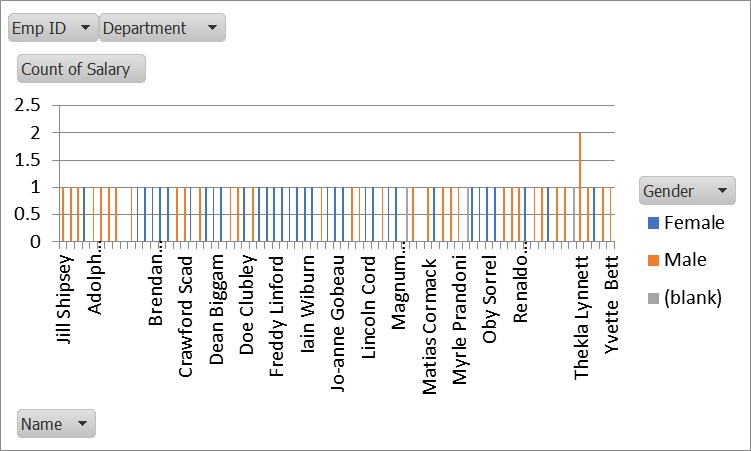 Emp ID Department
Count of Salary
2.5
2
1.5
1
0.5
0
Gender
Female
Male
(blank)
Jill Shipsey
Adolph...
Brendan...
Crawford Scad
Dean Biggam
Doe Clubley
Freddy Linford
Iain Wiburn
Jo-anne Gobeau
Lincoln Cord
Magnum...
Matias Cormack
Myrle Prandoni
Oby Sorrel
Renaldo...
Thekla Lynnett
Yvette  Bett
Name